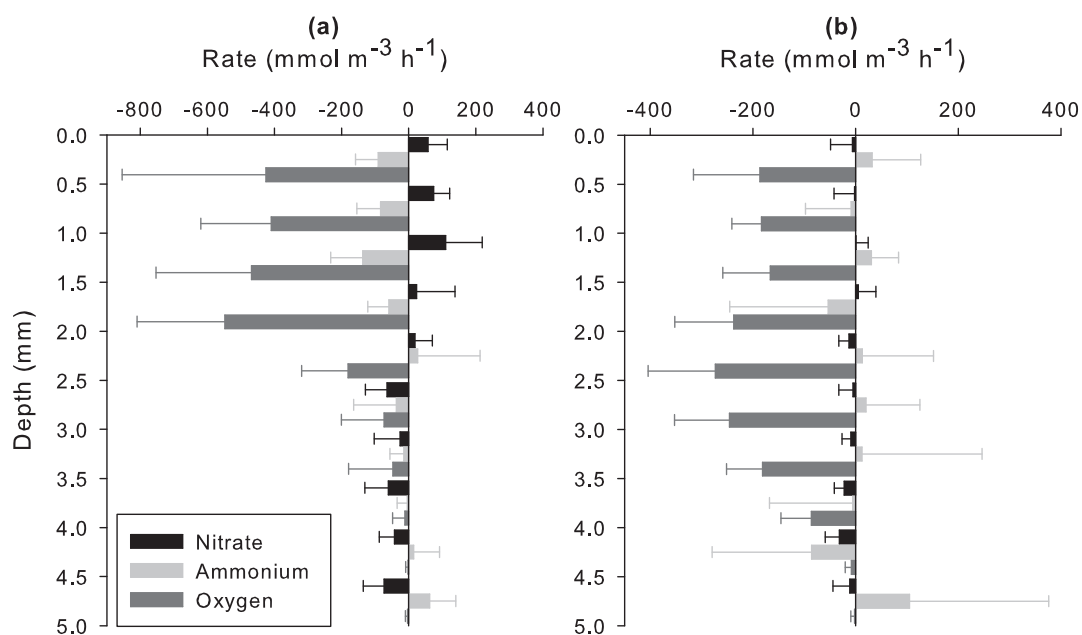 (a)
Rate (mmol m⁻³ h⁻¹)
-800 -600 -400 -200 0 200 400
(b)
Rate (mmol m⁻³ h⁻¹)
-400 -200 0 200 400
Depth (mm)
0.0
0.5
1.0
1.5
2.0
2.5
3.0
3.5
4.0
4.5
5.0
Nitrate
Ammonium
Oxygen
0.0
0.5
1.0
1.5
2.0
2.5
3.0
3.5
4.0
4.5
5.0